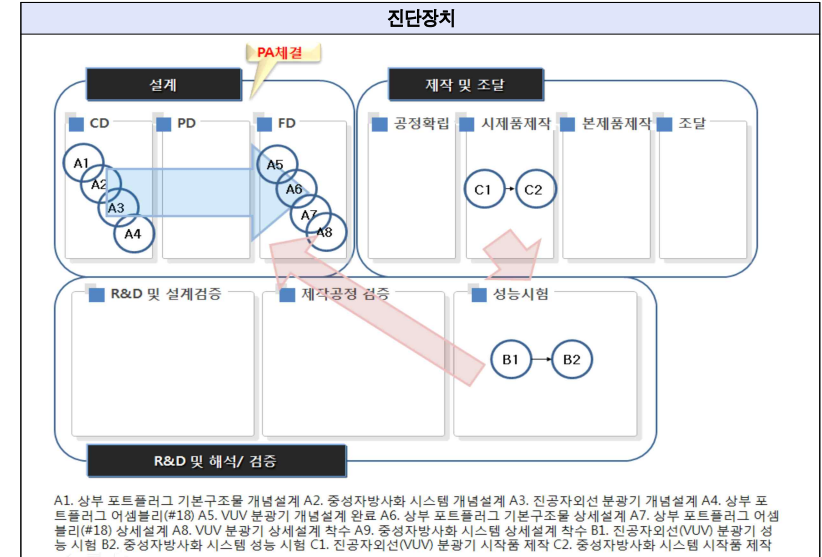 진단장치
PA체결
설계
제작 및 조달
CD
PD
FD
공정확립
시제품제작
본제품제작
조달
A1
A2
A3
A4
A5
A6
A7
A8
C1
C2
R&D 및 설계검증
제작공정 검증
성능시험
B1
B2
R&D 및 해석/ 검증
A1. 상부 포트플러그 기본구조물 개념설계 A2. 중성자방사화 시스템 개념설계 A3. 진공자외선 분광기 개념설계 A4. 상부 포
트플러그 어셈블리(#18) A5. VUV 분광기 개념설계 완료 A6. 상부 포트플러그 기본구조물 상세설계 A7. 상부 포트플러그 어셈
블리(#18) 상세설계 A8. VUV 분광기 상세설계 착수 A9. 중성자방사화 시스템 상세설계 착수 B1. 진공자외선(VUV) 분광기 성
능 시험 B2. 중성자방사화 시스템 성능 시험 C1. 진공자외선(VUV) 분광기 시작품 제작 C2. 중성자방사화 시스템 시작품 제작